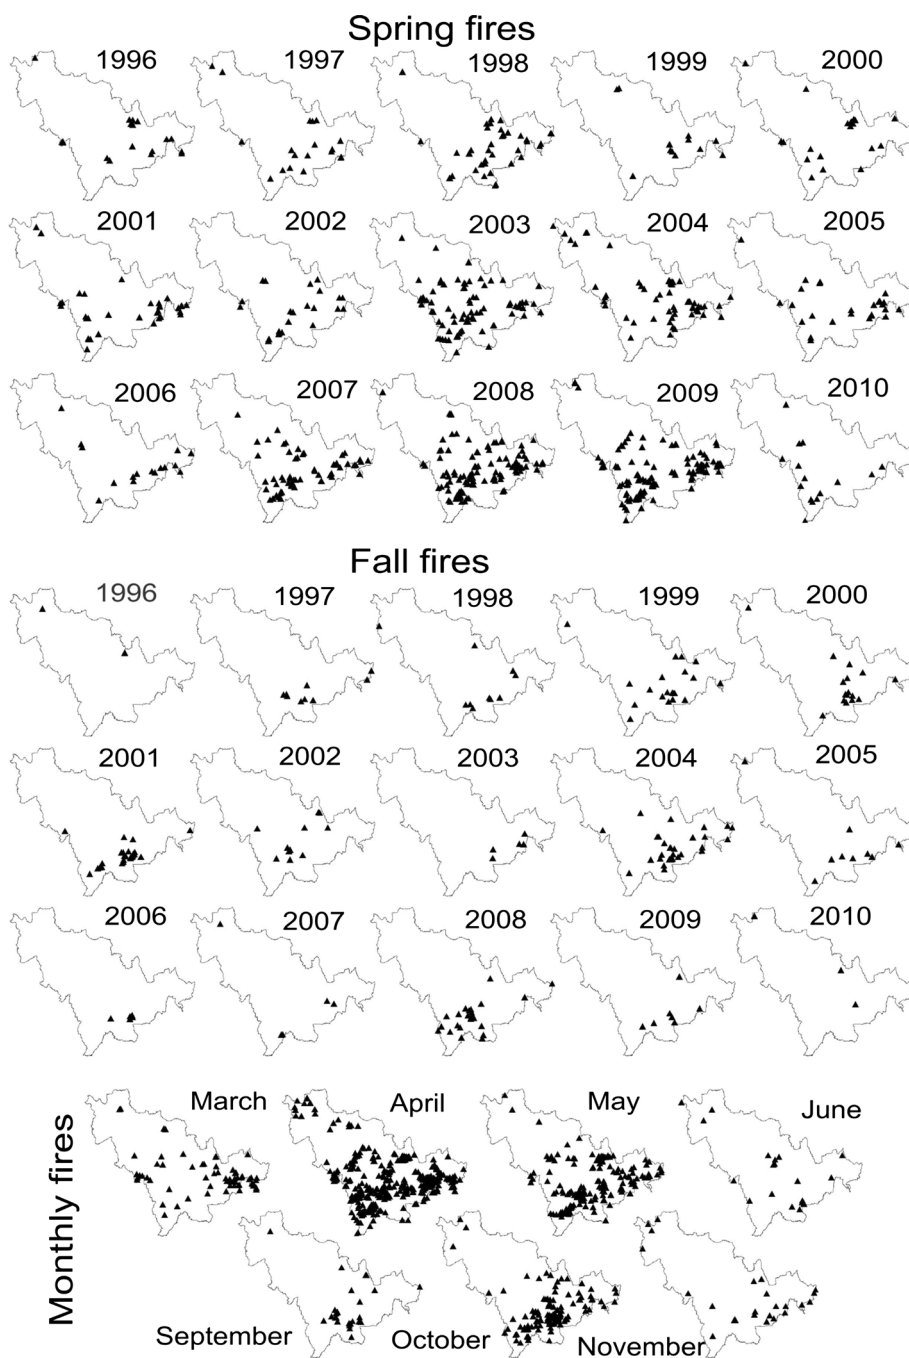 Spring fires
1996 1997 1998 1999 2000
2001 2002 2003 2004 2005
2006 2007 2008 2009 2010
Fall fires
1996 1997 1998 1999 2000
2001 2002 2003 2004 2005
2006 2007 2008 2009 2010
Monthly fires
March April May June
September October November